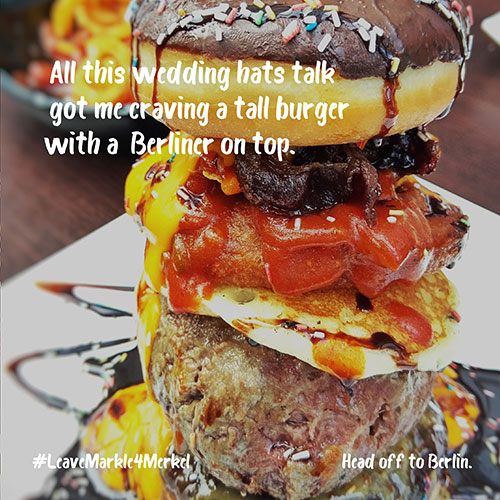 All this wedding hats talk
got me craving a tall burger
with a Berliner on top.
#LeaveMarkle4Merkel
Head off to Berlin.